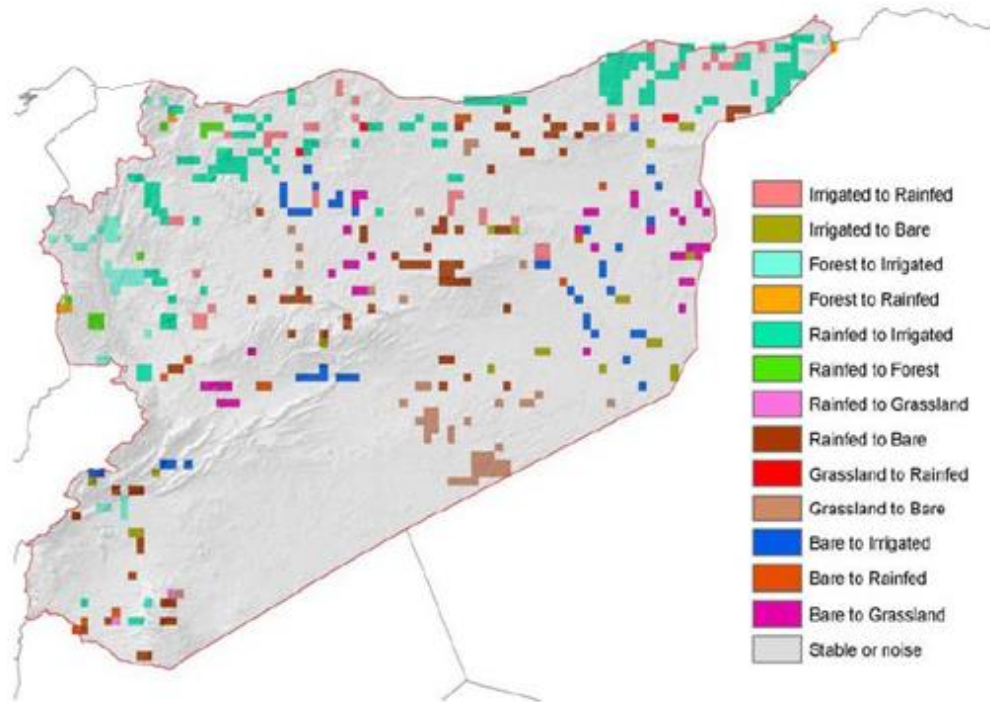 Irrigated to Rainfed
Irrigated to Bare
Forest to Irrigated
Forest to Rainfed
Rainfed to Irrigated
Rainfed to Forest
Rainfed to Grassland
Rainfed to Bare
Grassland to Rainfed
Grassland to Bare
Bare to Irrigated
Bare to Rainfed
Bare to Grassland
Stable or noise